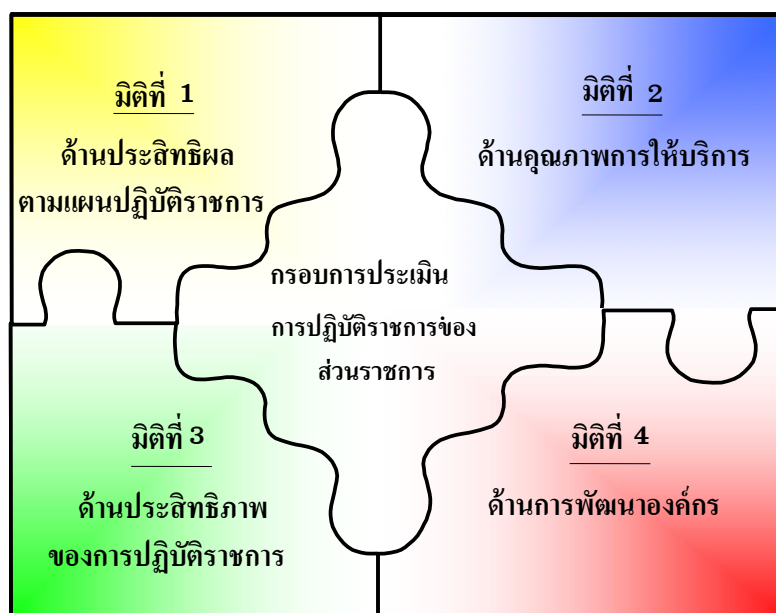 มิติที่ 1
ด้านประสิทธิผล
ตามแผนปฏิบัติราชการ
มิติที่ 2
ด้านคุณภาพการให้บริการ
กรอบการประเมิน
การปฏิบัติราชการข่อง
ส่วนราชการ
มิติที่ 3
ด้านประสิทธิภาพ
ของการปฏิบัติราชการ
มิติที่ 4
ด้านการพัฒนาองค์กร